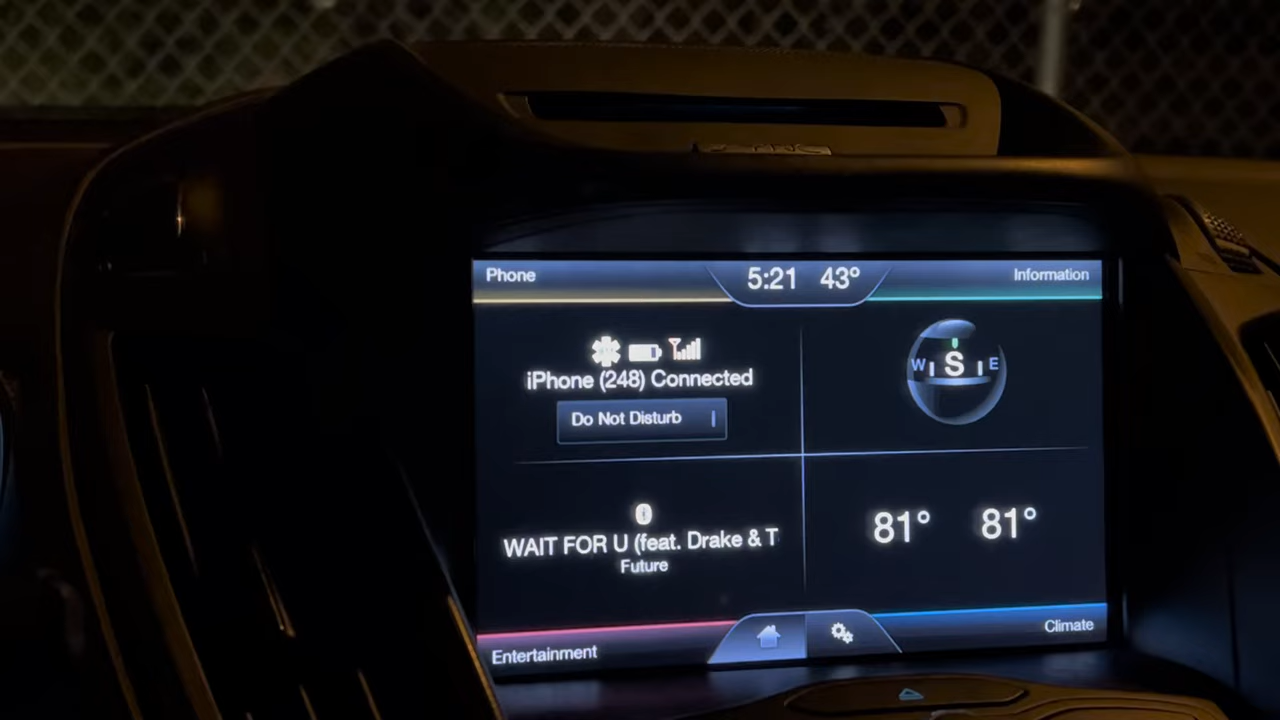 Phone
5:21 43°
Information
iPhone (248) Connected
Do Not Disturb
W S E
WAIT FOR U (feat. Drake & T
Future
81° 81°
Entertainment
Climate